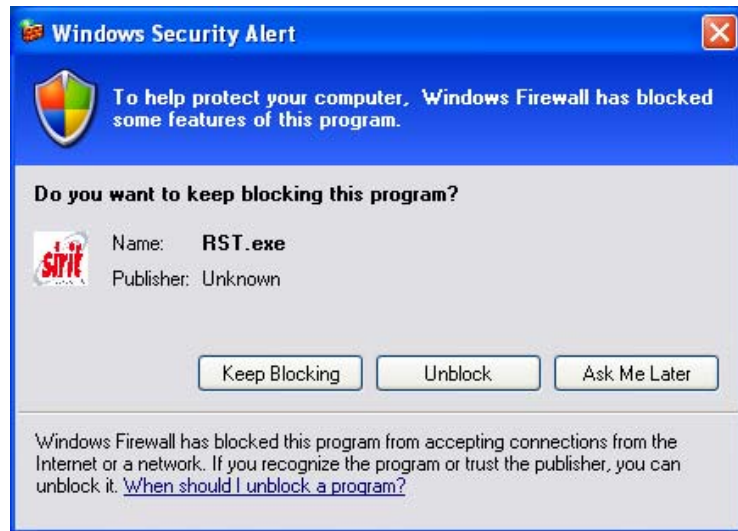 Windows Security Alert
To help protect your computer, Windows Firewall has blocked
some features of this program.
Do you want to keep blocking this program?
sirit
Name: RST.exe
Publisher: Unknown
Keep Blocking Unblock Ask Me Later
Windows Firewall has blocked this program from accepting connections from the
Internet or a network. If you recognize the program or trust the publisher, you can
unblock it. When should I unblock a program?